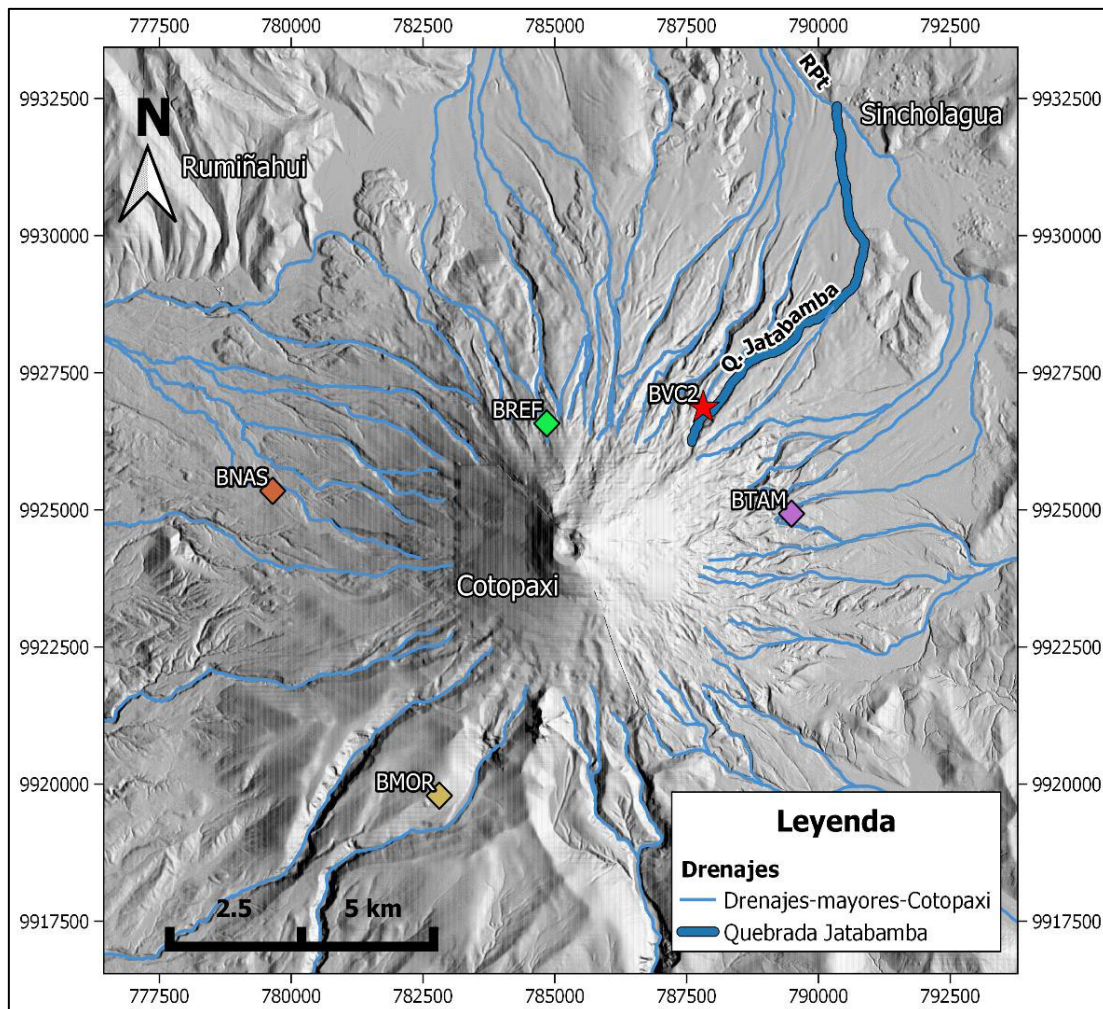 777500 780000 782500 785000 787500 790000 792500
9932500
9932500
RPt
Sincholagua
N
Rumiñahui
9930000
9930000
Q. Jatabamba
9927500
9927500
BREF
BVC2
BNAS
BTAM
9925000
9925000
Cotopaxi
9922500
9922500
9920000
9920000
BMOR
Leyenda
Drenajes
Drenajes-mayores-Cotopaxi
Quebrada Jatabamba
2.5 5 km
9917500
9917500
777500 780000 782500 785000 787500 790000 792500